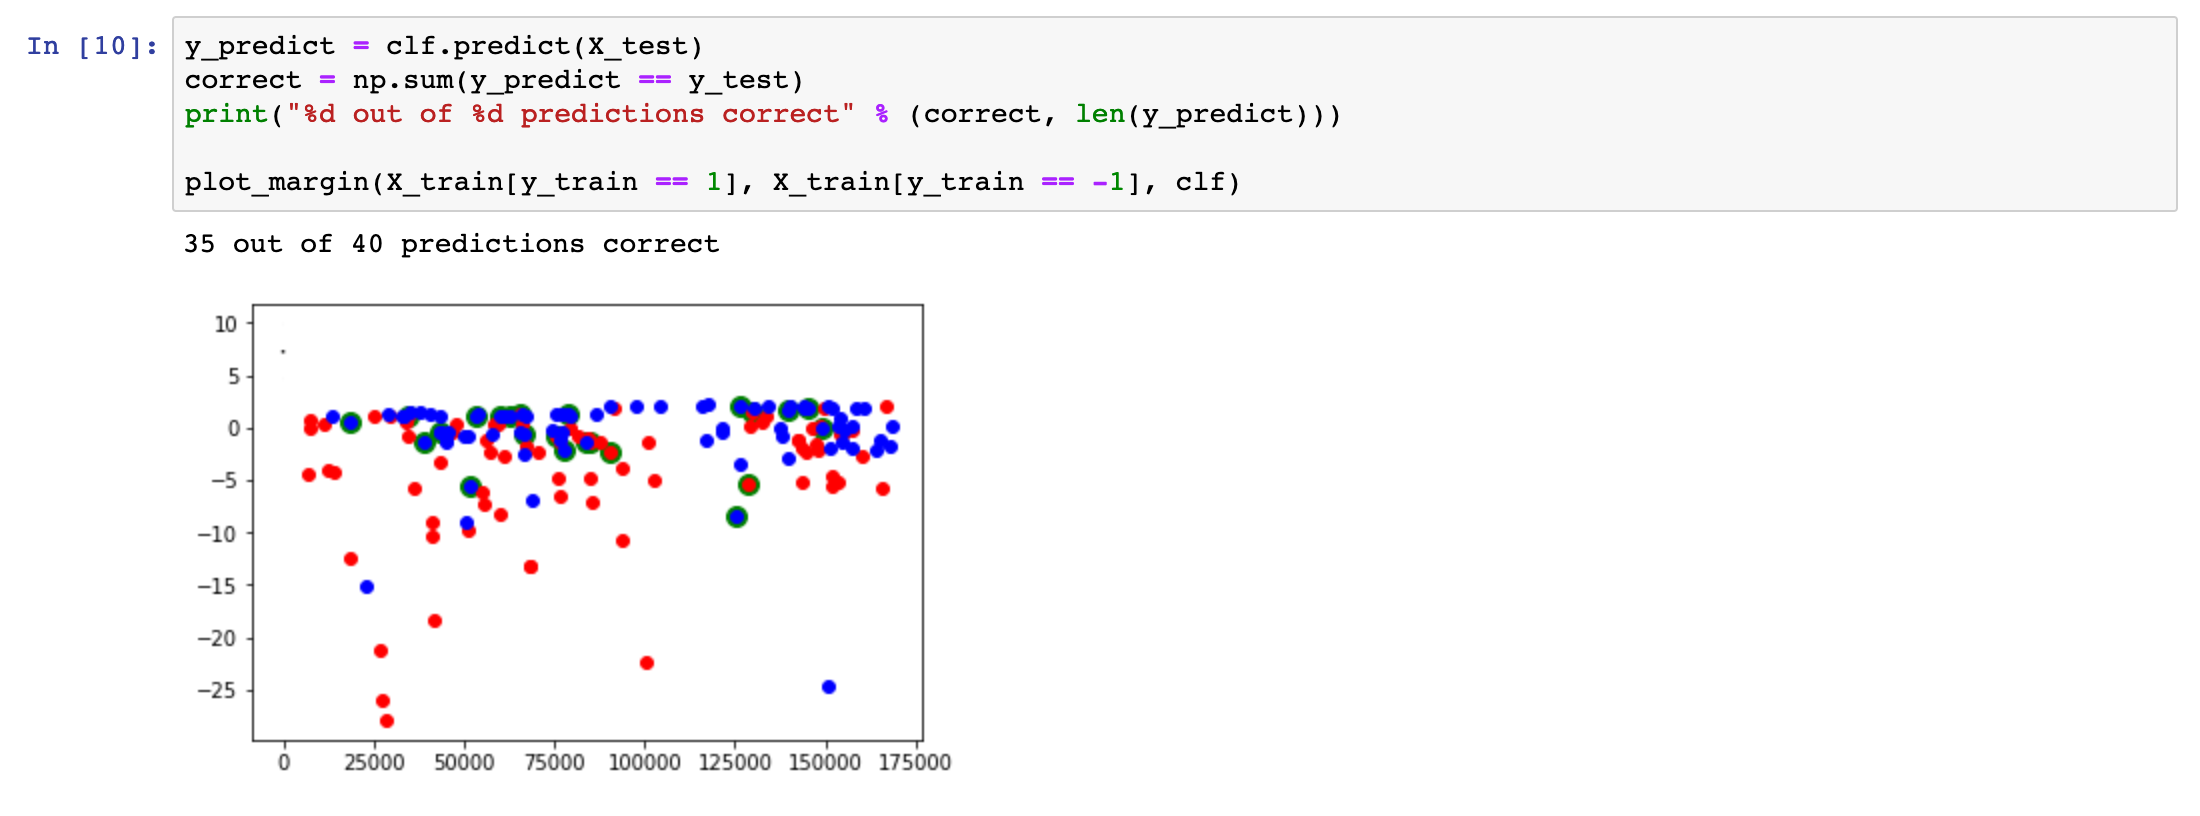 In [10]:
y_predict = clf.predict(X_test)
correct = np.sum(y_predict == y_test)
print("%d out of %d predictions correct" % (correct, len(y_predict)))
plot_margin(X_train[y_train == 1], X_train[y_train == -1], clf)
35 out of 40 predictions correct
10
5
0
−5
−10
−15
−20
−25
0 25000 50000 75000 100000 125000 150000 175000